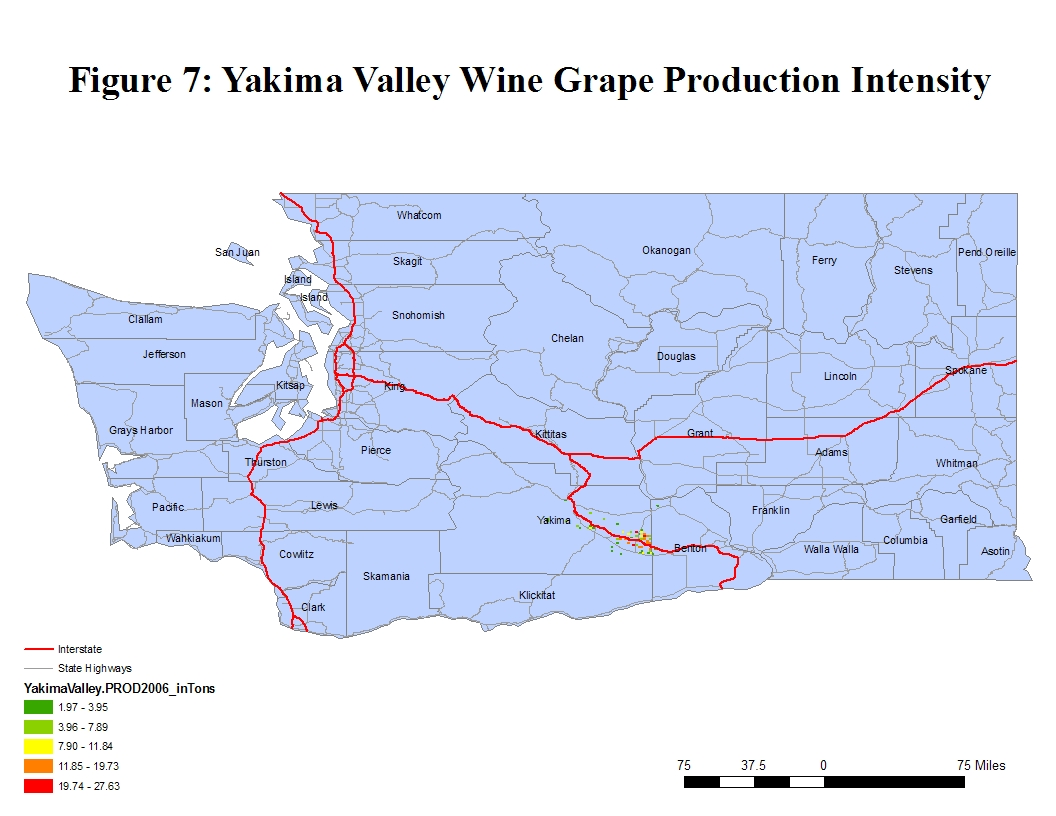 Figure 7: Yakima Valley Wine Grape Production Intensity
Whatcom
San Juan
Okanogan
Pend Oreille
Skagit
Ferry
Stevens
Island
Island
Snohomish
Clallam
Chelan
Jefferson
Douglas
Spokane
Lincoln
Kitsap
King
Mason
Grays Harbor
Kittitas
Grant
Pierce
Adams
Thurston
Whitman
Pacific
Lewis
Franklin
Yakima
Garfield
Wahkiakum
Columbia
Benton
Walla Walla
Asotin
Cowlitz
Skamania
Klickitat
Clark
Interstate
State Highways
YakimaValley.PROD2006_inTons
1.97 - 3.95
3.96 - 7.89
7.90 - 11.84
11.85 - 19.73
19.74 - 27.63
75 37.5 0 75 Miles